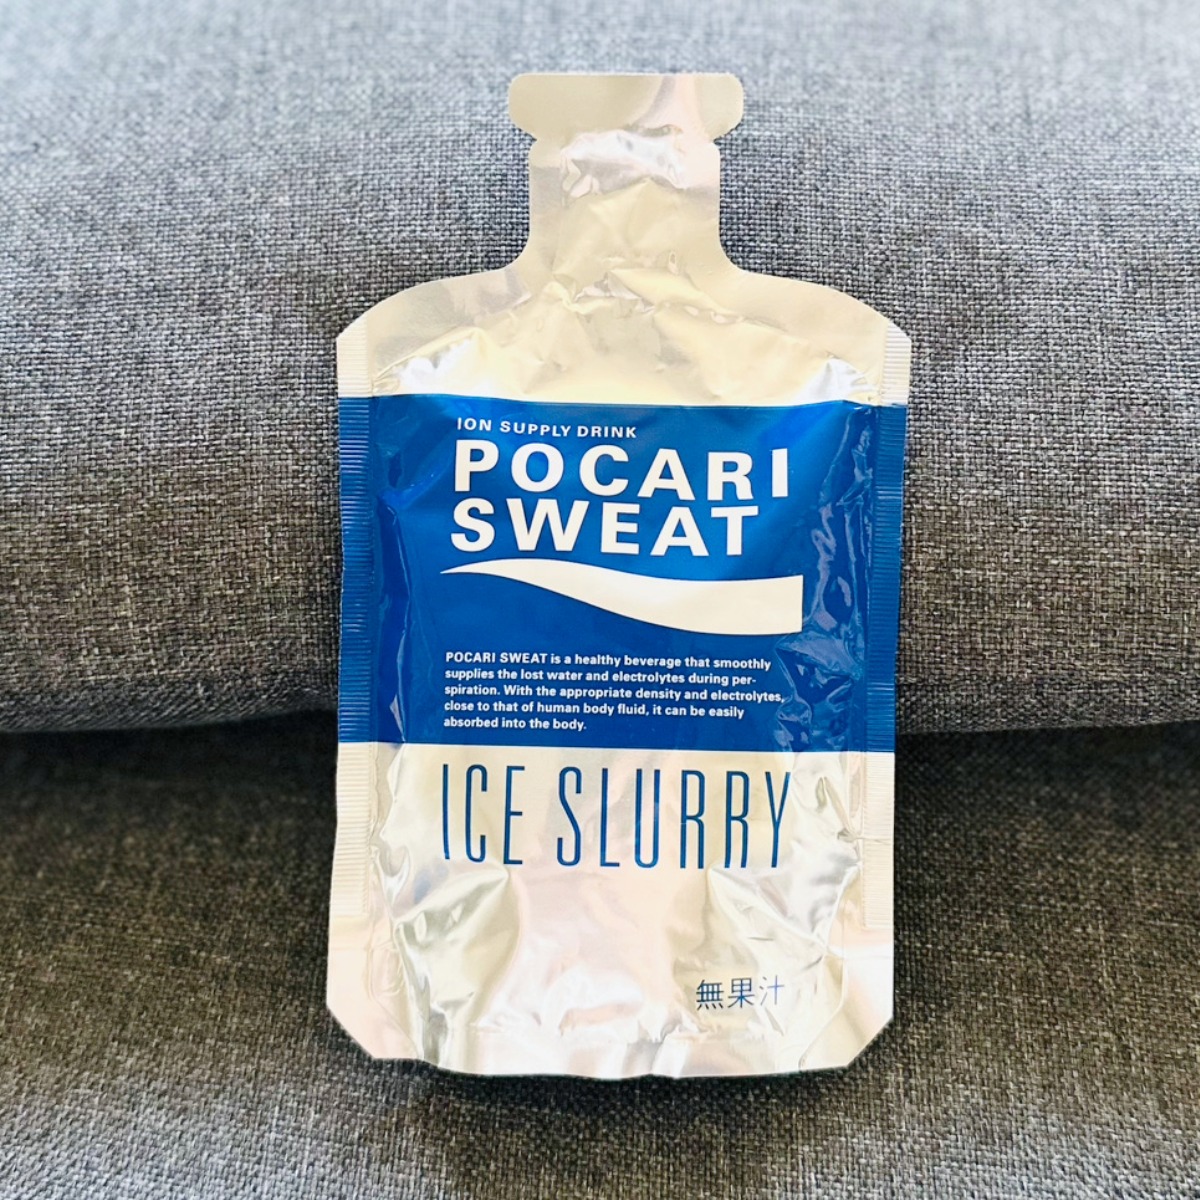 ION SUPPLY DRINK
POCARI
SWEAT
POCARI SWEAT is a healthy beverage that smoothly
supplies the lost water and electrolytes during per-
spiration. With the appropriate density and electrolytes,
close to that of human body fluid, it can be easily
absorbed into the body.
ICE SLURRY
無果汁